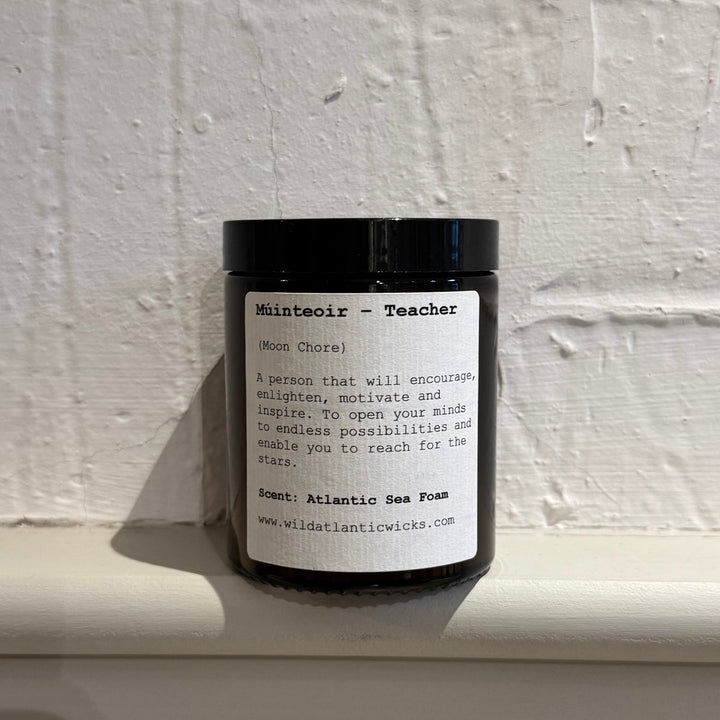 Múinteoir – Teacher
(Moon Chore)
A person that will encourage,
enlighten, motivate and
inspire. To open your minds
to endless possibilities and
enable you to reach for the
stars.
Scent: Atlantic Sea Foam
www.wildatlanticwicks.com